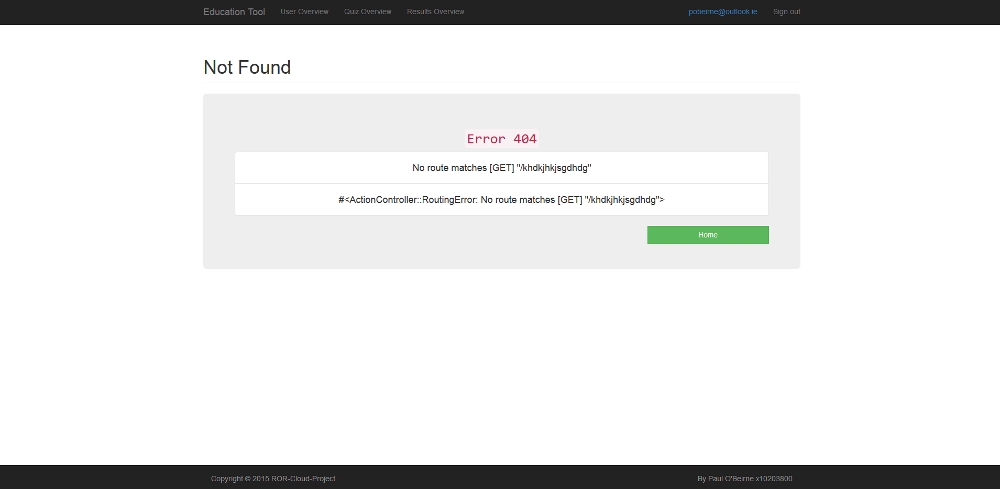 Education Tool User Overview Quiz Overview Results Overview pobeirne@outlook.ie Sign out
Not Found
Error 404
No route matches [GET] "/khdkjhkjsgdhdg"
#<ActionController::RoutingError: No route matches [GET] "/khdkjhkjsgdhdg">
Home
Copyright © 2015 ROR-Cloud-Project By Paul O'Beirne x10203800